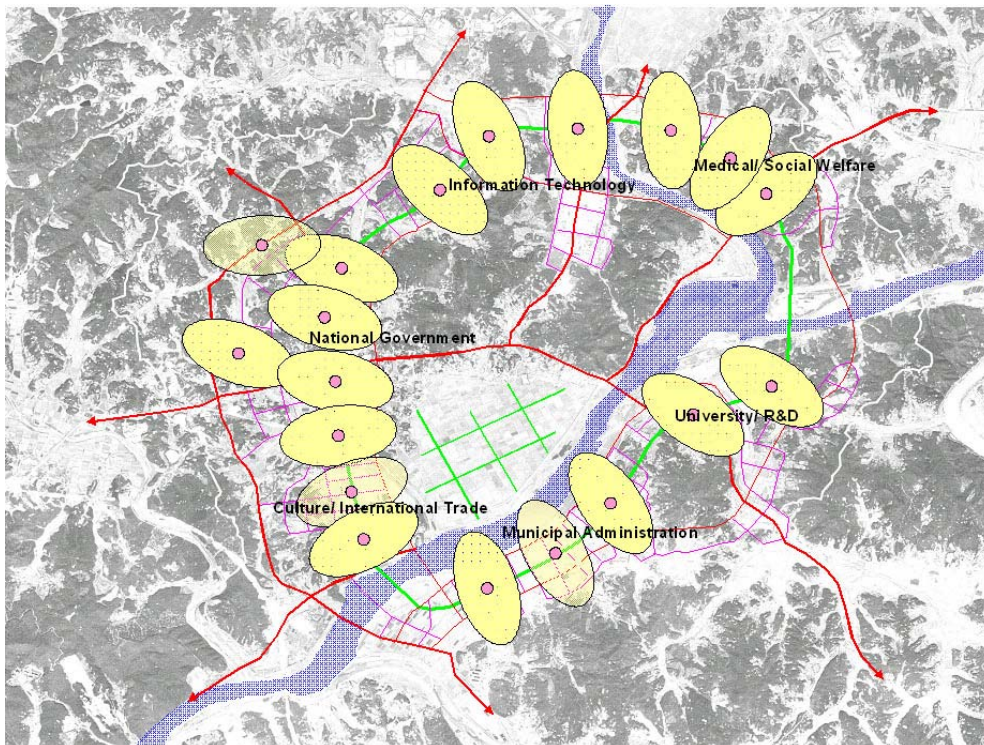 Medical/ Social Welfare
Information Technology
National Government
University/ R&D
Culture/ International Trade
Municipal Administration